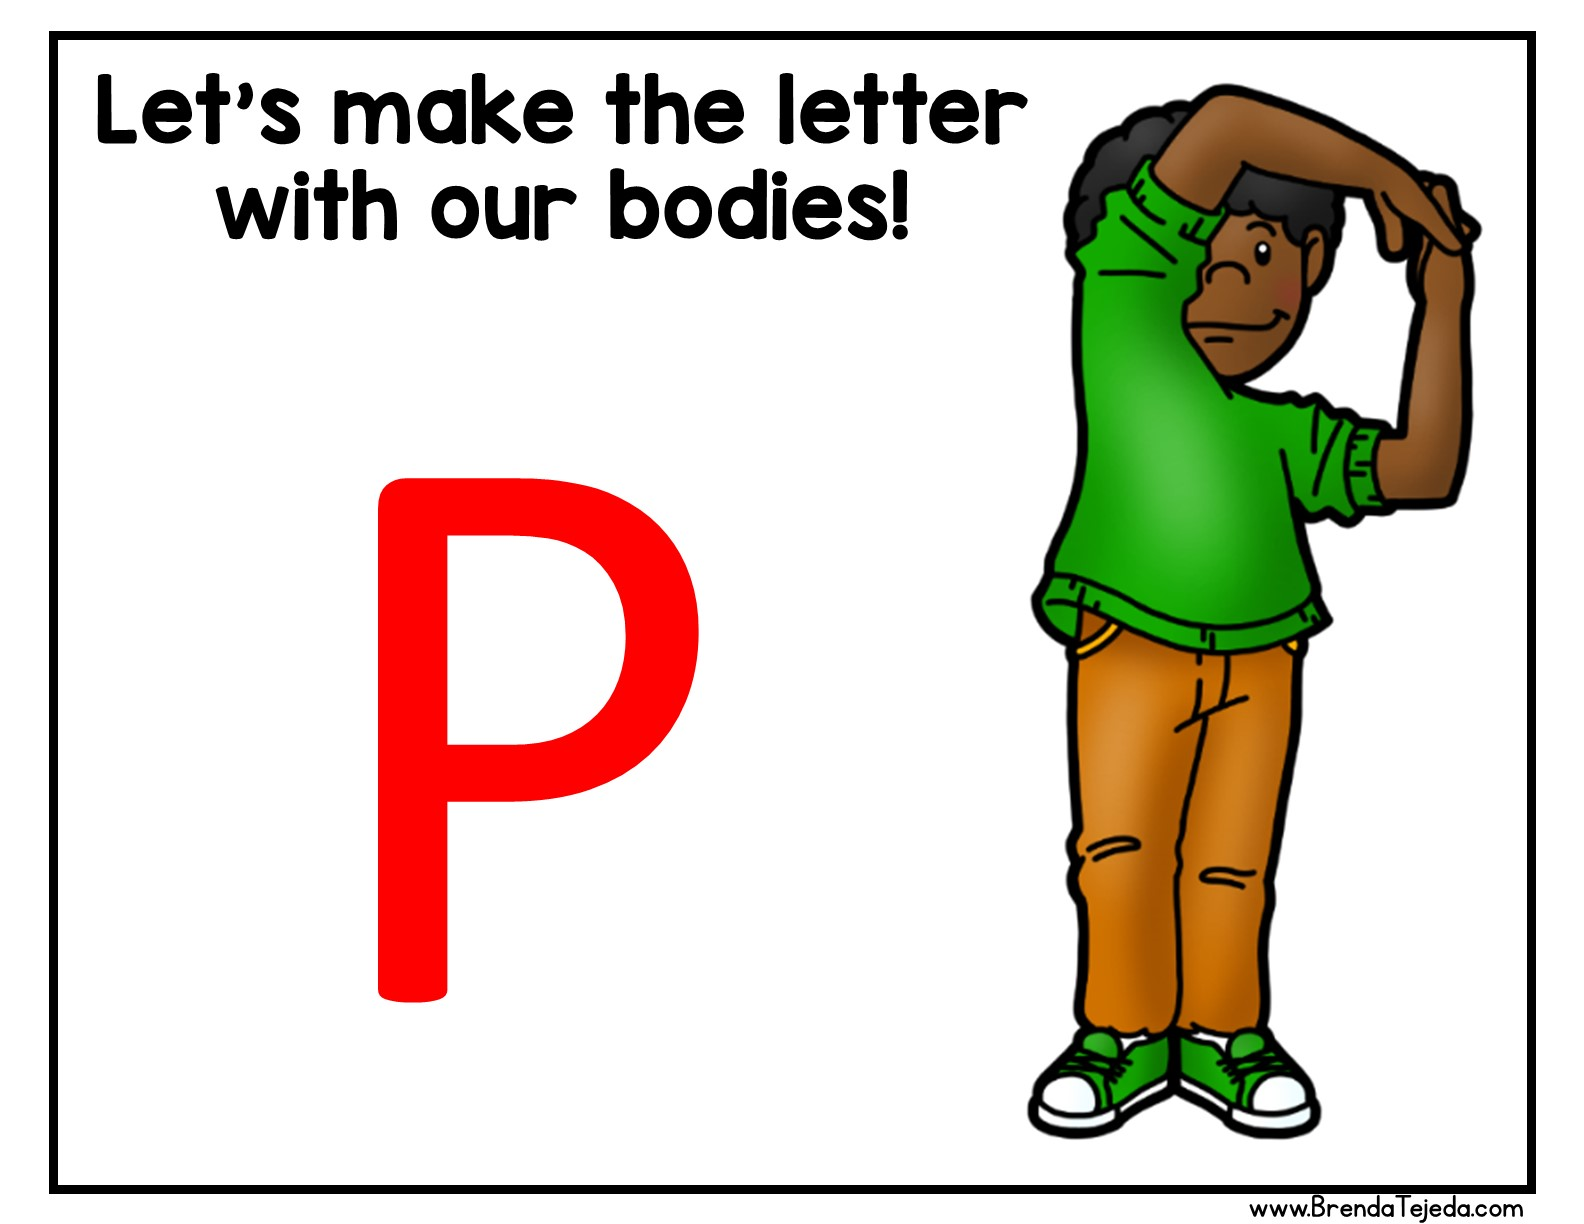 Let's make the letter
with our bodies!
P
www.BrendaTejeda.com